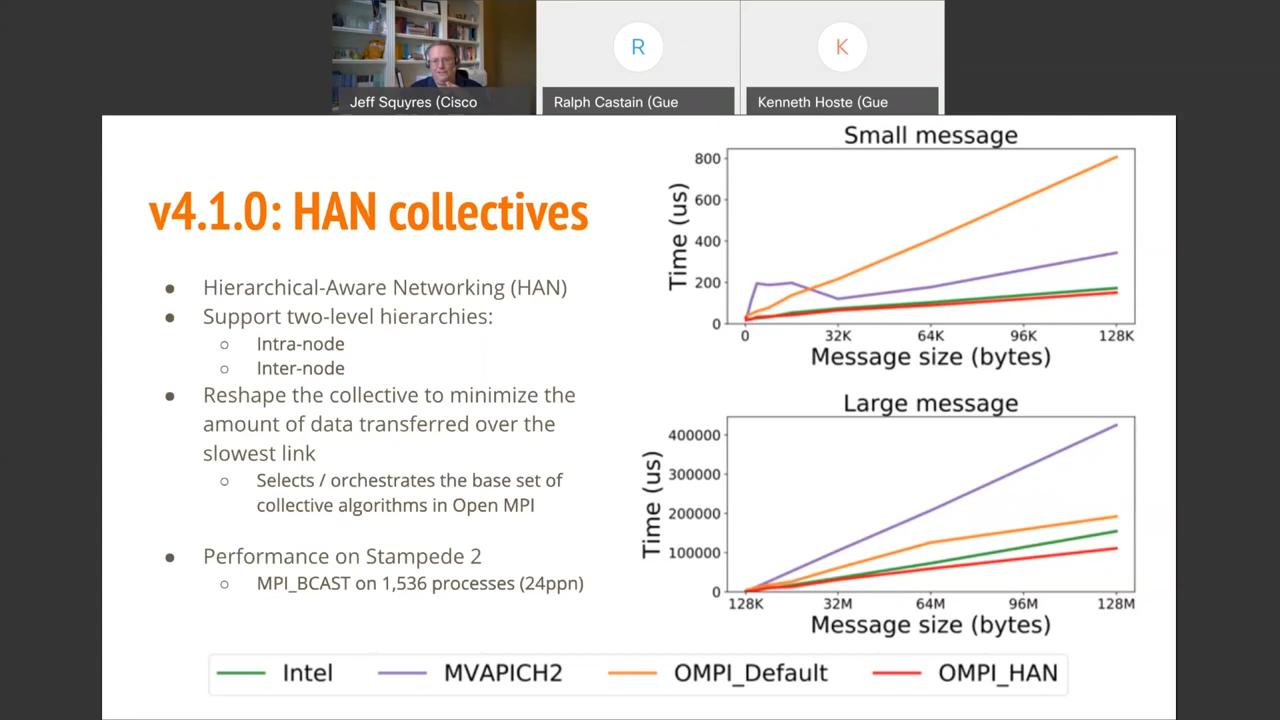 R
K
Jeff Squyres (Cisco
Ralph Castain (Gue
Kenneth Hoste (Gue
v4.1.0: HAN collectives
● Hierarchical-Aware Networking (HAN)
● Support two-level hierarchies:
○ Intra-node
○ Inter-node
● Reshape the collective to minimize the
amount of data transferred over the
slowest link
○ Selects / orchestrates the base set of
collective algorithms in Open MPI
● Performance on Stampede 2
○ MPI_BCAST on 1,536 processes (24ppn)
Small message
Time (us)
800
600
400
200
0
0 32K 64K 96K 128K
Message size (bytes)
Large message
Time (us)
400000
300000
200000
100000
0
128K 32M 64M 96M 128M
Message size (bytes)
Intel MVAPICH2 OMPI_Default OMPI_HAN